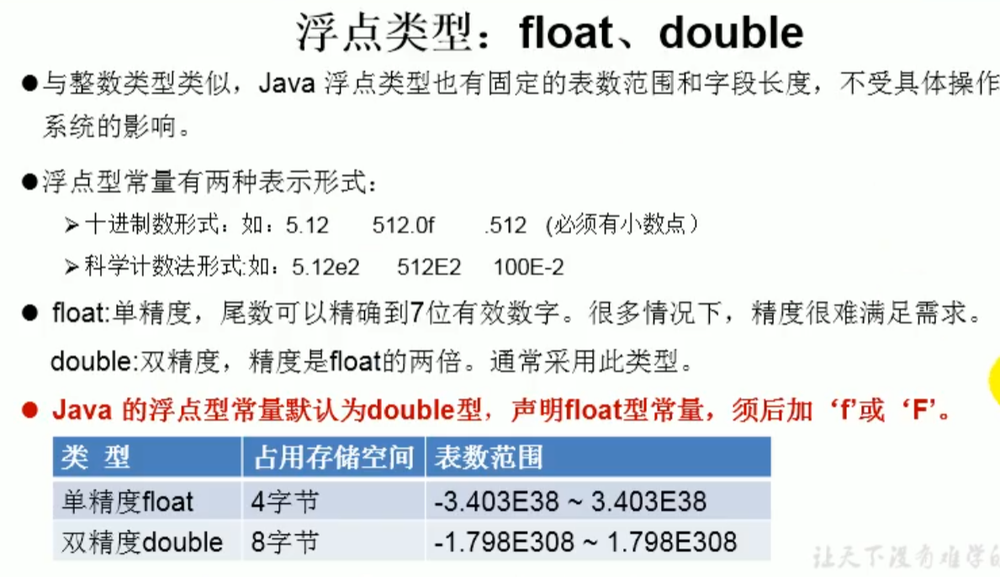 浮点类型：float、double
●与整数类型类似，Java 浮点类型也有固定的表数范围和字段长度，不受具体操作
系统的影响。
●浮点型常量有两种表示形式：
➢十进制数形式：如：5.12 512.0f .512 (必须有小数点）
➢科学计数法形式:如：5.12e2 512E2 100E-2
● float:单精度，尾数可以精确到7位有效数字。很多情况下，精度很难满足需求。
double:双精度，精度是float的两倍。通常采用此类型。
● Java 的浮点型常量默认为double型，声明float型常量，须后加‘f’或‘F’。
类 型 占用存储空间 表数范围
单精度float 4字节 -3.403E38 ~ 3.403E38
双精度double 8字节 -1.798E308 ~ 1.798E308
让天下没有难学的